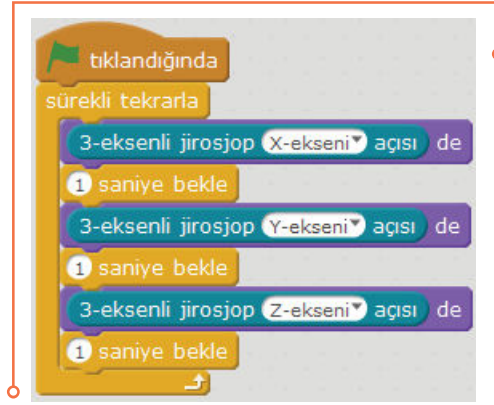 tıklandığında
sürekli tekrarla
3-eksenli jirosjop X-ekseni açısı de
1 saniye bekle
3-eksenli jirosjop Y-ekseni açısı de
1 saniye bekle
3-eksenli jirosjop Z-ekseni açısı de
1 saniye bekle